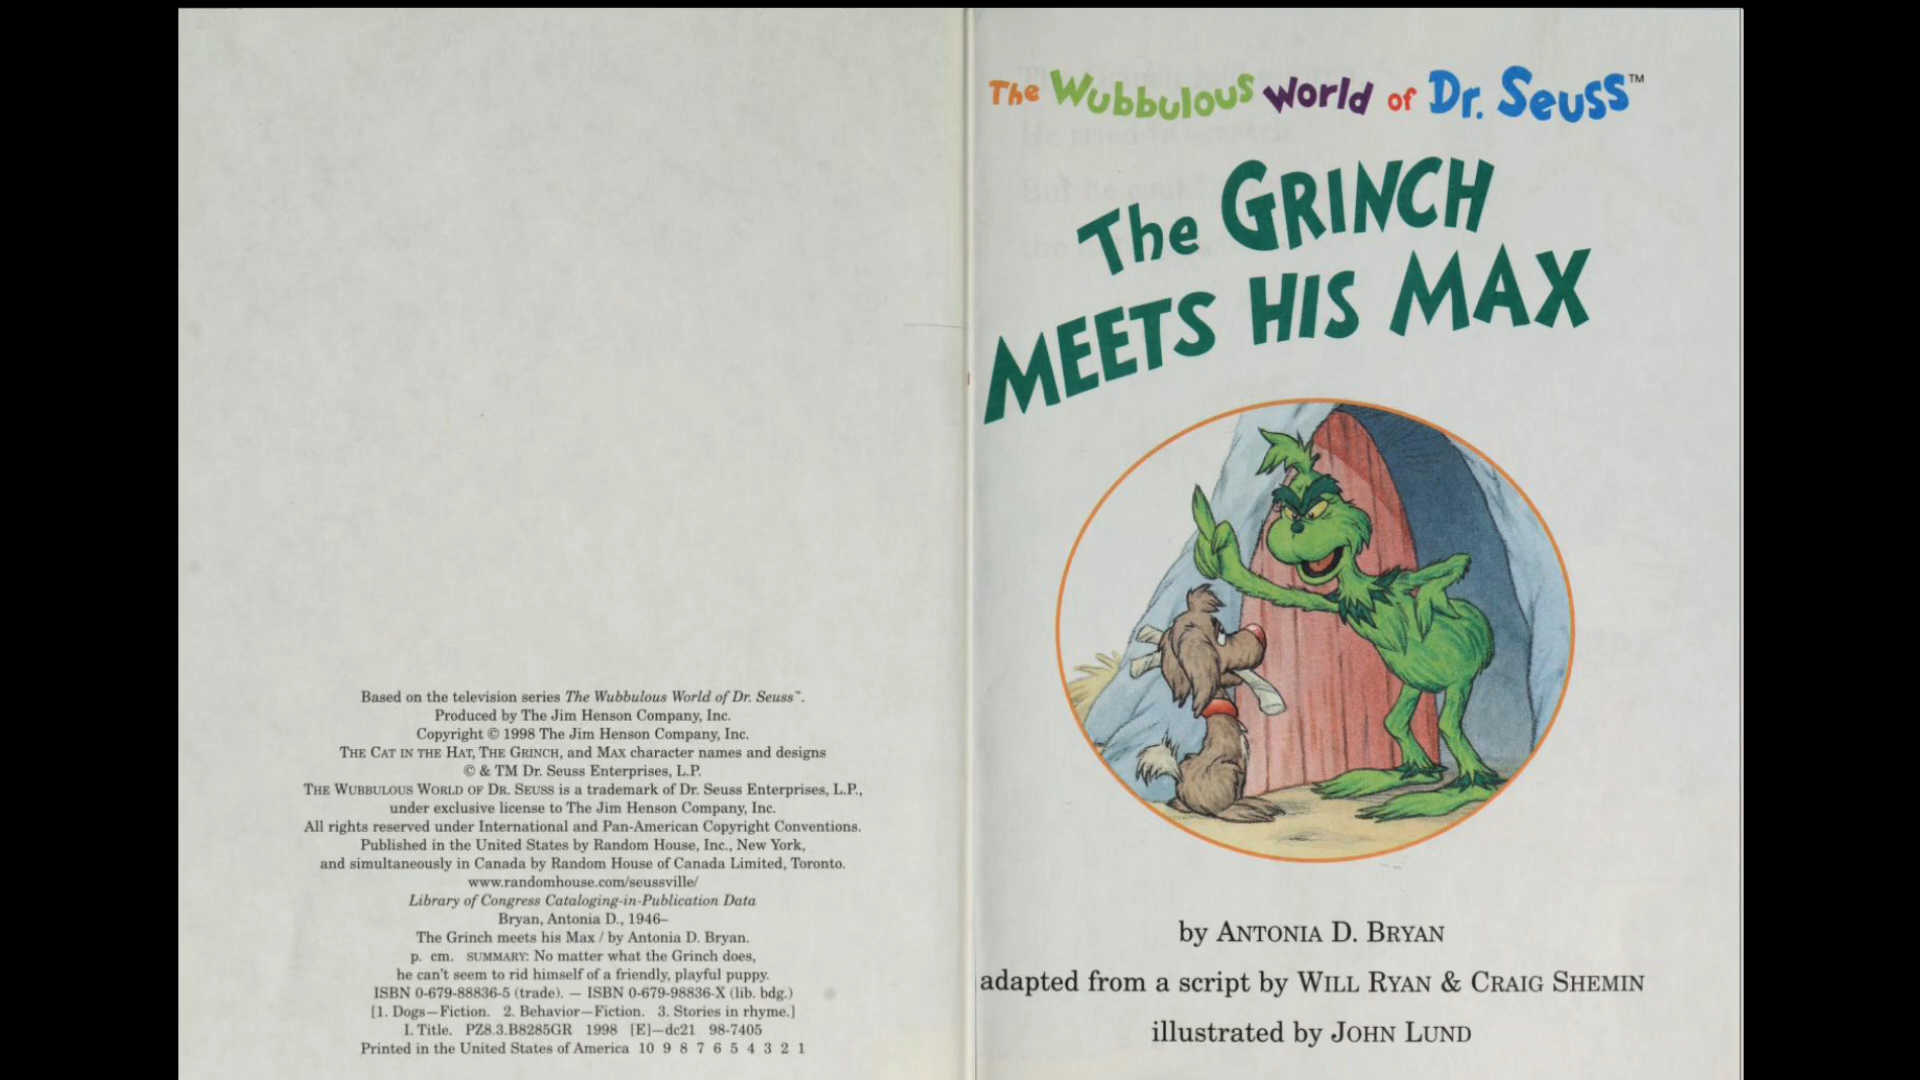 Based on the television series The Wubbulous World of Dr. Seuss™.
Produced by The Jim Henson Company, Inc.
Copyright © 1998 The Jim Henson Company, Inc.
THE CAT IN THE HAT, THE GRINCH, and MAX character names and designs
© & TM Dr. Seuss Enterprises, L.P.
THE WUBBULOUS WORLD OF DR. SEUSS is a trademark of Dr. Seuss Enterprises, L.P.,
under exclusive license to The Jim Henson Company, Inc.
All rights reserved under International and Pan-American Copyright Conventions.
Published in the United States by Random House, Inc., New York,
and simultaneously in Canada by Random House of Canada Limited, Toronto.
www.randomhouse.com/seussville/
Library of Congress Cataloging-in-Publication Data
Bryan, Antonia D., 1946–
The Grinch meets his Max / by Antonia D. Bryan.
p. cm. SUMMARY: No matter what the Grinch does,
he can't seem to rid himself of a friendly, playful puppy.
ISBN 0-679-88836-5 (trade). — ISBN 0-679-98836-X (lib. bdg.)
[1. Dogs—Fiction. 2. Behavior—Fiction. 3. Stories in rhyme.]
I. Title. PZ8.3.B8285GR 1998 [E]—dc21 98-7405
Printed in the United States of America 10 9 8 7 6 5 4 3 2 1
The Wubbulous World of Dr. Seuss™
The GRINCH
MEETS HIS MAX
by ANTONIA D. BRYAN
adapted from a script by WILL RYAN & CRAIG SHEMIN
illustrated by JOHN LUND